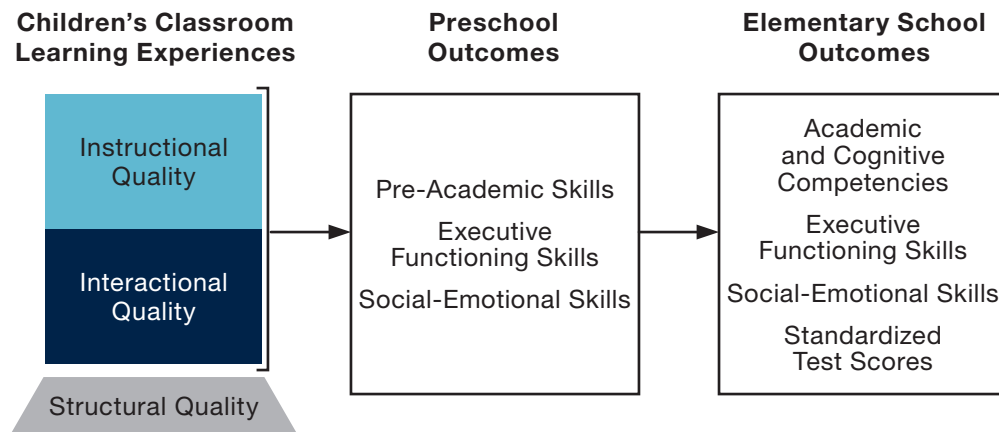 Children’s Classroom
Learning Experiences
Instructional
Quality
Interactional
Quality
Structural Quality
Preschool
Outcomes
Pre-Academic Skills
Executive
Functioning Skills
Social-Emotional Skills
Elementary School
Outcomes
Academic
and Cognitive
Competencies
Executive
Functioning Skills
Social-Emotional Skills
Standardized
Test Scores